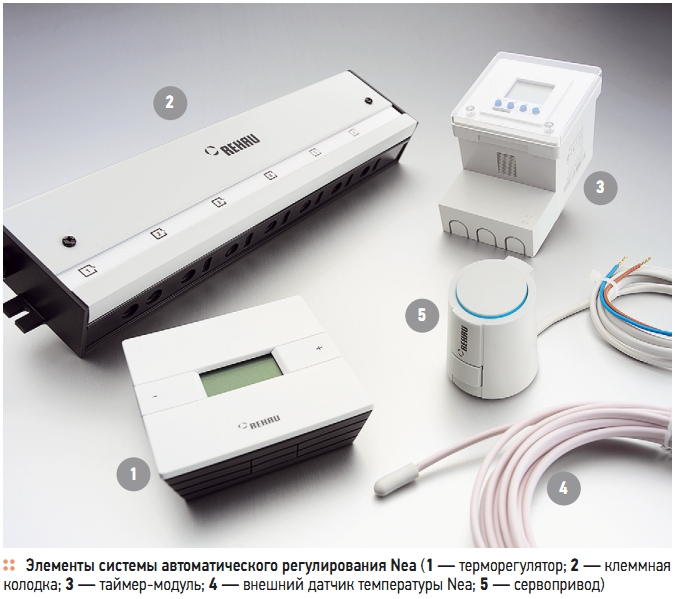 2
REHAU
3
5
REHAU
+
-
REHAU
1
4
Элементы системы автоматического регулирования Nea (1 — терморегулятор; 2 — клеммная
колодка; 3 — таймер-модуль; 4 — внешний датчик температуры Nea; 5 — сервопривод)